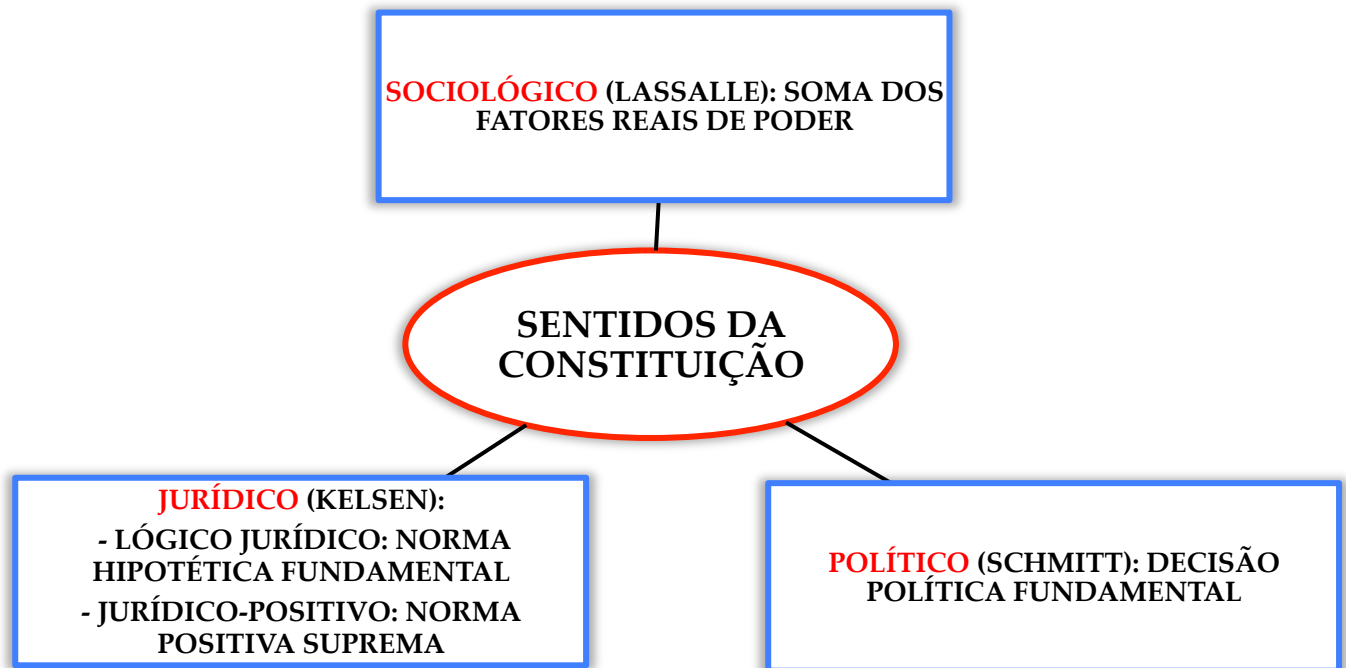 SOCIOLÓGICO (LASSALLE): SOMA DOS
FATORES REAIS DE PODER
SENTIDOS DA
CONSTITUIÇÃO
JURÍDICO (KELSEN):
- LÓGICO JURÍDICO: NORMA
HIPOTÉTICA FUNDAMENTAL
- JURÍDICO-POSITIVO: NORMA
POSITIVA SUPREMA
POLÍTICO (SCHMITT): DECISÃO
POLÍTICA FUNDAMENTAL